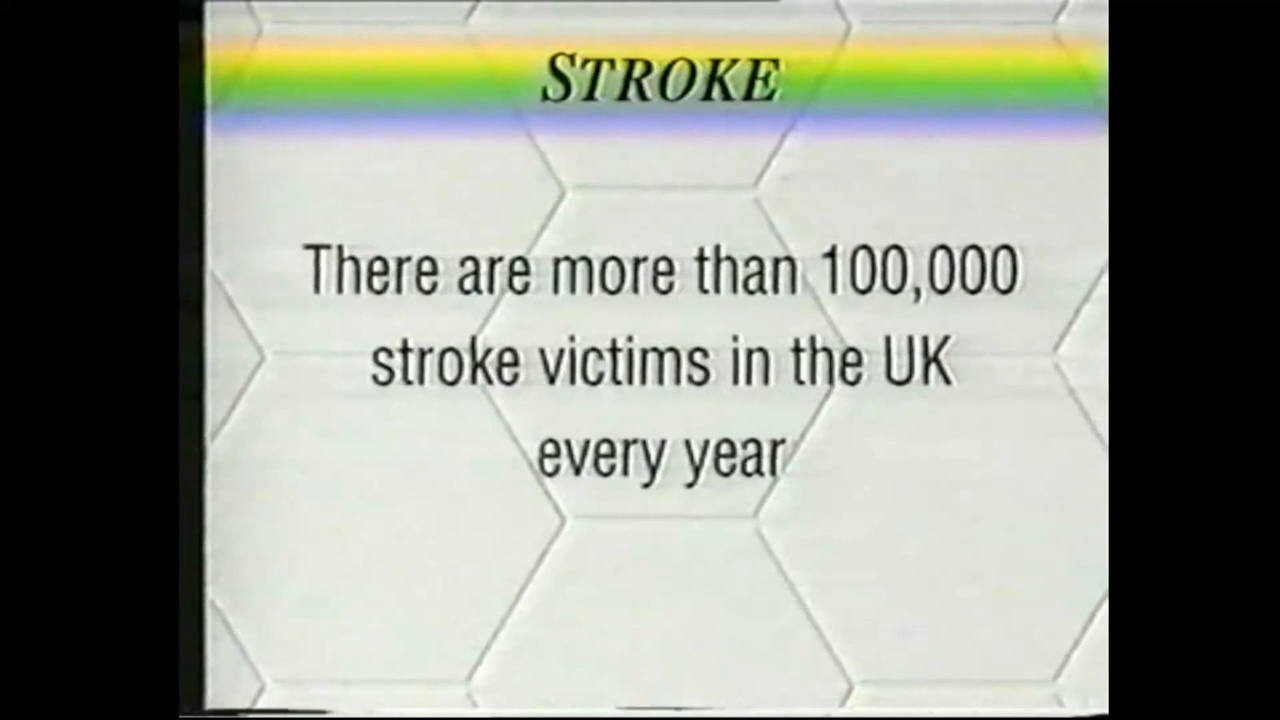 STROKE
There are more than 100,000
stroke victims in the UK
every year